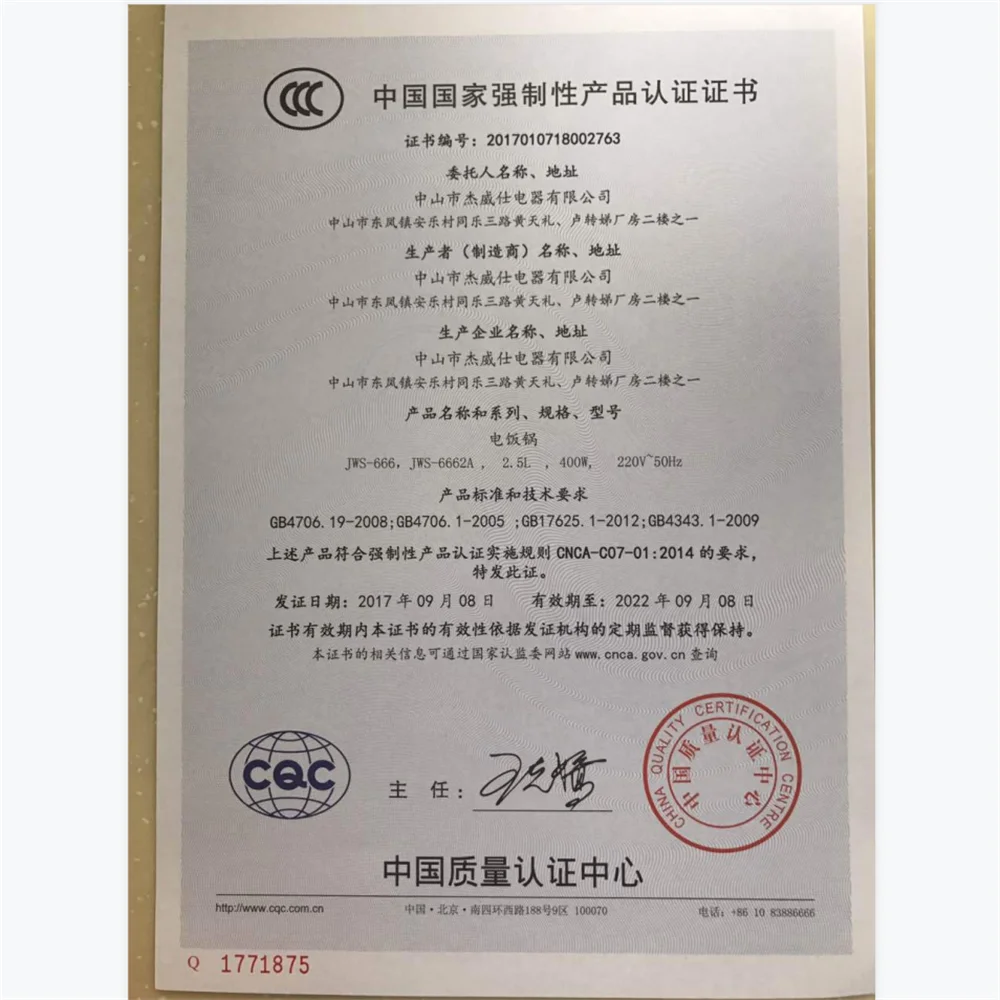 CCC
中国国家强制性产品认证证书
证书编号：2017010718002763
委托人名称、地址
中山市杰威仕电器有限公司
中山市东凤镇安乐村同乐三路黄天礼、卢转娣厂房二楼之一
生产者（制造商）名称、地址
中山市杰威仕电器有限公司
中山市东凤镇安乐村同乐三路黄天礼、卢转娣厂房二楼之一
生产企业名称、地址
中山市杰威仕电器有限公司
中山市东凤镇安乐村同乐三路黄天礼、卢转娣厂房二楼之一
产品名称和系列、规格、型号
电饭锅
JWS-666，JWS-6662A ， 2.5L ，400W， 220V~50Hz
产品标准和技术要求
GB4706.19-2008;GB4706.1-2005 ;GB17625.1-2012;GB4343.1-2009
上述产品符合强制性产品认证实施规则 CNCA-C07-01:2014 的要求，
特发此证。
发证日期：2017 年 09 月 08 日 有效期至：2022 年 09 月 08 日
证书有效期内本证书的有效性依据发证机构的定期监督获得保持。
本证书的相关信息可通过国家认监委网站 www.cnca.gov.cn 查询
CQC
主 任：
CHINA QUALITY CERTIFICATION CENTRE
中国质量认证中心
中国质量认证中心
http://www.cqc.com.cn 中国·北京·南四环西路188号9区 100070 电话：+86 10 83886666
Q 1771875